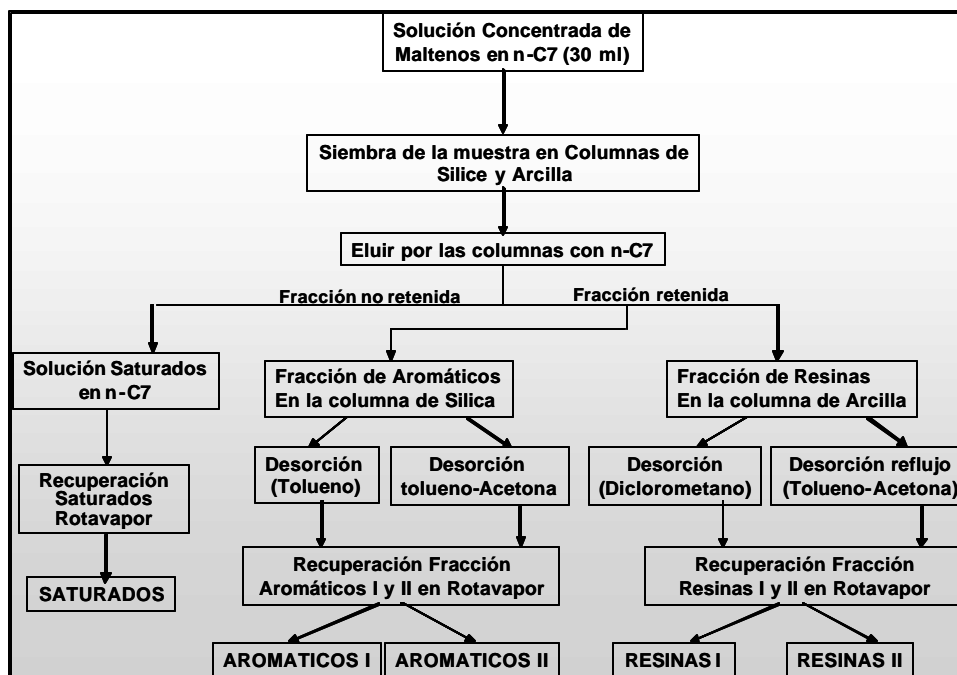 Solución Concentrada de
Maltenos en n-C7 (30 ml)
Siembra de la muestra en Columnas de
Silice y Arcilla
Eluir por las columnas con n-C7
Fracción no retenida
Fracción retenida
Solución Saturados
en n-C7
Fracción de Aromáticos
En la columna de Silica
Fracción de Resinas
En la columna de Arcilla
Recuperación
Saturados
Rotavapor
Desorción
(Tolueno)
Desorción
tolueno-Acetona
Desorción
(Diclorometano)
Desorción reflujo
(Tolueno-Acetona)
SATURADOS
Recuperación Fracción
Aromáticos I y II en Rotavapor
Recuperación Fracción
Resinas I y II en Rotavapor
AROMATICOS I
AROMATICOS II
RESINAS I
RESINAS II